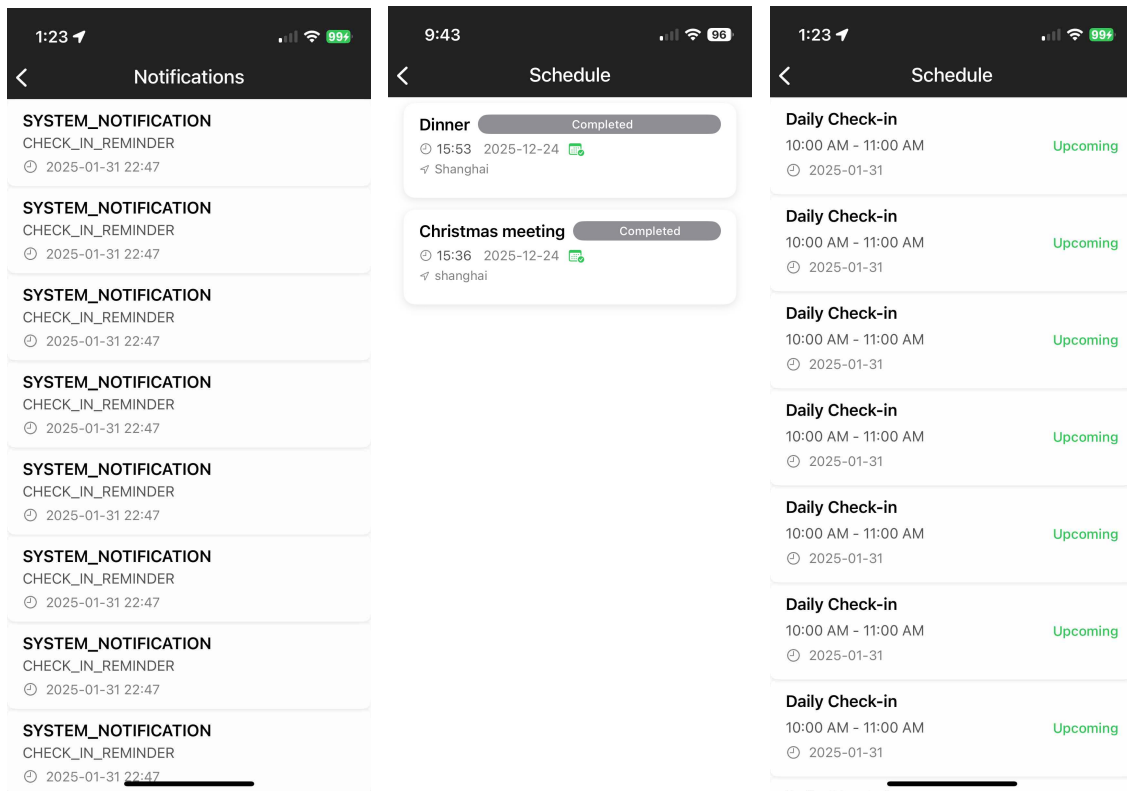 1:23
99
Notifications
SYSTEM_NOTIFICATION
CHECK_IN_REMINDER
2025-01-31 22:47
SYSTEM_NOTIFICATION
CHECK_IN_REMINDER
2025-01-31 22:47
SYSTEM_NOTIFICATION
CHECK_IN_REMINDER
2025-01-31 22:47
SYSTEM_NOTIFICATION
CHECK_IN_REMINDER
2025-01-31 22:47
SYSTEM_NOTIFICATION
CHECK_IN_REMINDER
2025-01-31 22:47
SYSTEM_NOTIFICATION
CHECK_IN_REMINDER
2025-01-31 22:47
SYSTEM_NOTIFICATION
CHECK_IN_REMINDER
2025-01-31 22:47
SYSTEM_NOTIFICATION
CHECK_IN_REMINDER
2025-01-31 22:47
9:43
96
Schedule
Dinner Completed
15:53 2025-12-24
Shanghai
Christmas meeting Completed
15:36 2025-12-24
shanghai
1:23
99
Schedule
Daily Check-in
10:00 AM - 11:00 AM Upcoming
2025-01-31
Daily Check-in
10:00 AM - 11:00 AM Upcoming
2025-01-31
Daily Check-in
10:00 AM - 11:00 AM Upcoming
2025-01-31
Daily Check-in
10:00 AM - 11:00 AM Upcoming
2025-01-31
Daily Check-in
10:00 AM - 11:00 AM Upcoming
2025-01-31
Daily Check-in
10:00 AM - 11:00 AM Upcoming
2025-01-31
Daily Check-in
10:00 AM - 11:00 AM Upcoming
2025-01-31